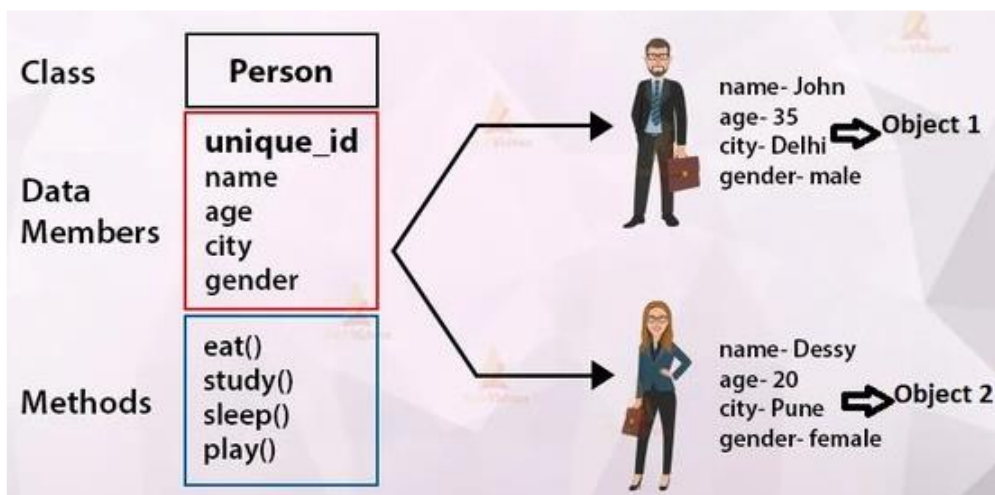 Class
Person
Data
Members
unique_id
name
age
city
gender
Methods
eat()
study()
sleep()
play()
name- John
age- 35
city- Delhi
gender- male
Object 1
name- Dessy
age- 20
city- Pune
gender- female
Object 2